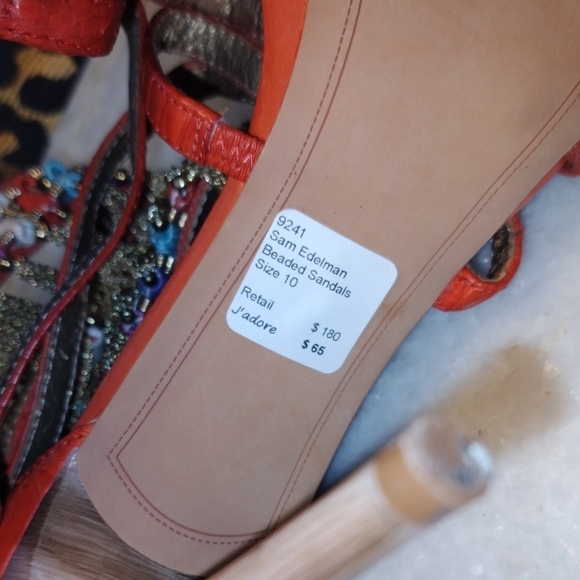 9241
Sam Edelman
Beaded Sandals
Size 10
Retail $ 180
J'adore $ 65